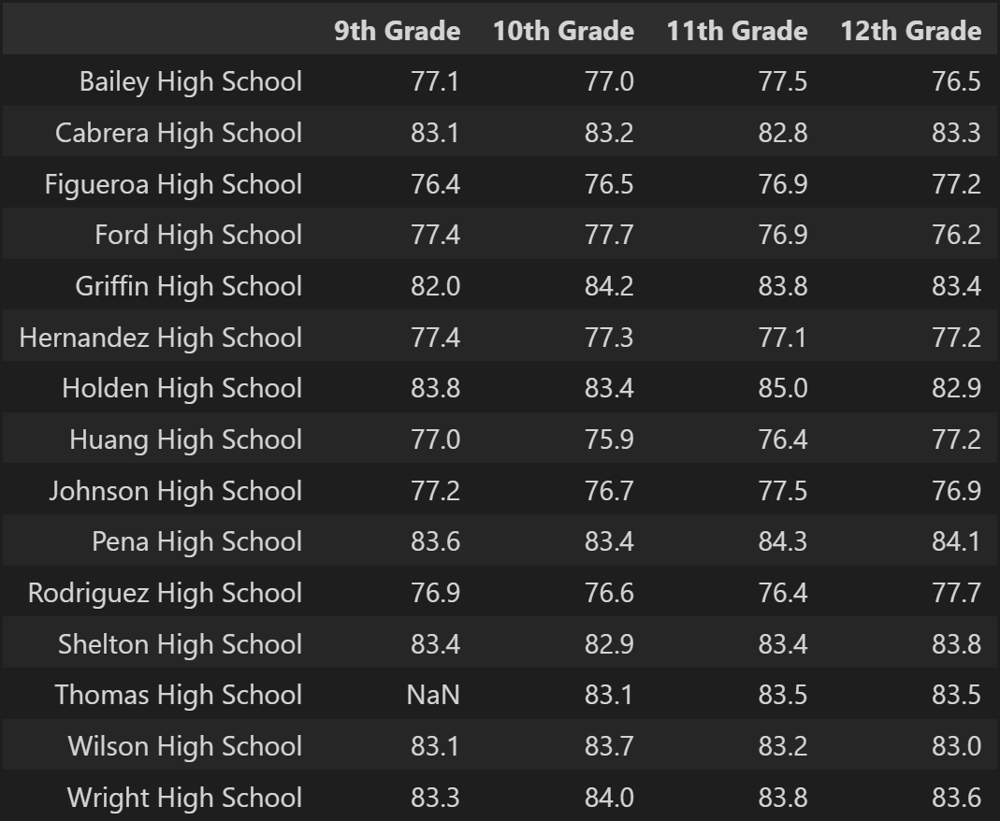 9th Grade 10th Grade 11th Grade 12th Grade
Bailey High School 77.1 77.0 77.5 76.5
Cabrera High School 83.1 83.2 82.8 83.3
Figueroa High School 76.4 76.5 76.9 77.2
Ford High School 77.4 77.7 76.9 76.2
Griffin High School 82.0 84.2 83.8 83.4
Hernandez High School 77.4 77.3 77.1 77.2
Holden High School 83.8 83.4 85.0 82.9
Huang High School 77.0 75.9 76.4 77.2
Johnson High School 77.2 76.7 77.5 76.9
Pena High School 83.6 83.4 84.3 84.1
Rodriguez High School 76.9 76.6 76.4 77.7
Shelton High School 83.4 82.9 83.4 83.8
Thomas High School NaN 83.1 83.5 83.5
Wilson High School 83.1 83.7 83.2 83.0
Wright High School 83.3 84.0 83.8 83.6